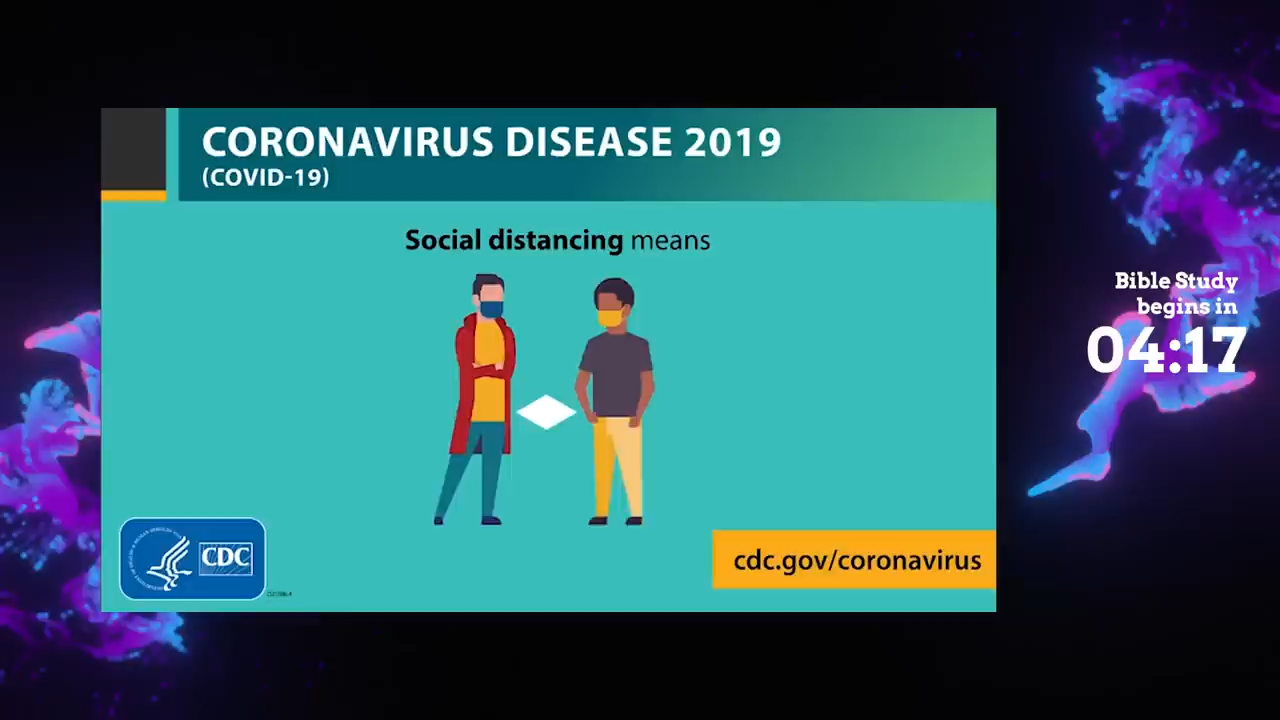 CORONAVIRUS DISEASE 2019
(COVID-19)
Social distancing means
Bible Study
begins in
04:17
CDC
cdc.gov/coronavirus